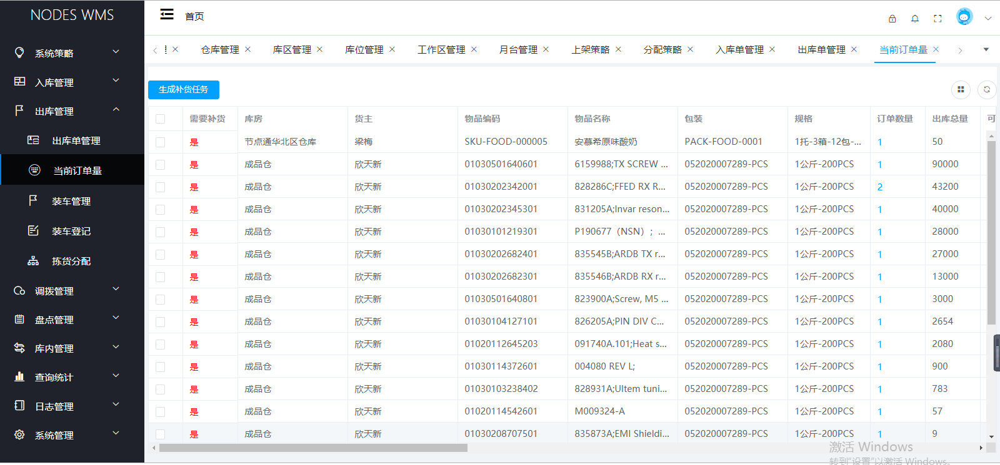 NODES WMS
首页
系统策略
入库管理
出库管理
出库单管理
当前订单量
装车管理
装车登记
拣货分配
调拨管理
盘点管理
库内管理
查询统计
日志管理
系统管理
仓库管理 库区管理 库位管理 工作区管理 月台管理 上架策略 分配策略 入库单管理 出库单管理 当前订单量
生成补货任务
需要补货 库房 货主 物品编码 物品名称 包装 规格 订单数量 出库总量 可
是 节点通华北区仓库 梁梅 SKU-FOOD-000005 安慕希原味酸奶 PACK-FOOD-0001 1托-3箱-12包-... 1 50
是 成品仓 欣天新 01030501640601 6159988;TX SCREW ... 052020007289-PCS 1公斤-200PCS 1 90000
是 成品仓 欣天新 01030202342001 828286C;FFED RX R... 052020007289-PCS 1公斤-200PCS 2 43200
是 成品仓 欣天新 01030202345301 831205A;Invar reson... 052020007289-PCS 1公斤-200PCS 1 40000
是 成品仓 欣天新 01030101219301 P190677（NSN）; ... 052020007289-PCS 1公斤-200PCS 1 28000
是 成品仓 欣天新 01030202682401 835545B;ARDB TX r... 052020007289-PCS 1公斤-200PCS 1 27000
是 成品仓 欣天新 01030202682301 835546B;ARDB RX r... 052020007289-PCS 1公斤-200PCS 1 13000
是 成品仓 欣天新 01030501640801 823900A;Screw, M5 ... 052020007289-PCS 1公斤-200PCS 1 3000
是 成品仓 欣天新 01030104127101 826205A;PIN DIV C... 052020007289-PCS 1公斤-200PCS 1 2654
是 成品仓 欣天新 01020112645203 091740A.101;Heat s... 052020007289-PCS 1公斤-200PCS 1 2080
是 成品仓 欣天新 01030114372601 004080 REV L; 052020007289-PCS 1公斤-200PCS 1 900
是 成品仓 欣天新 01030103238402 828931A;Ultem tuni... 052020007289-PCS 1公斤-200PCS 1 783
是 成品仓 欣天新 01020114542601 M009324-A 052020007289-PCS 1公斤-200PCS 1 57
是 成品仓 欣天新 01030208707501 835873A;EMI Shieldi... 052020007289-PCS 1公斤-200PCS 1 9
激活 Windows
转到"设置"以激活 Windows。